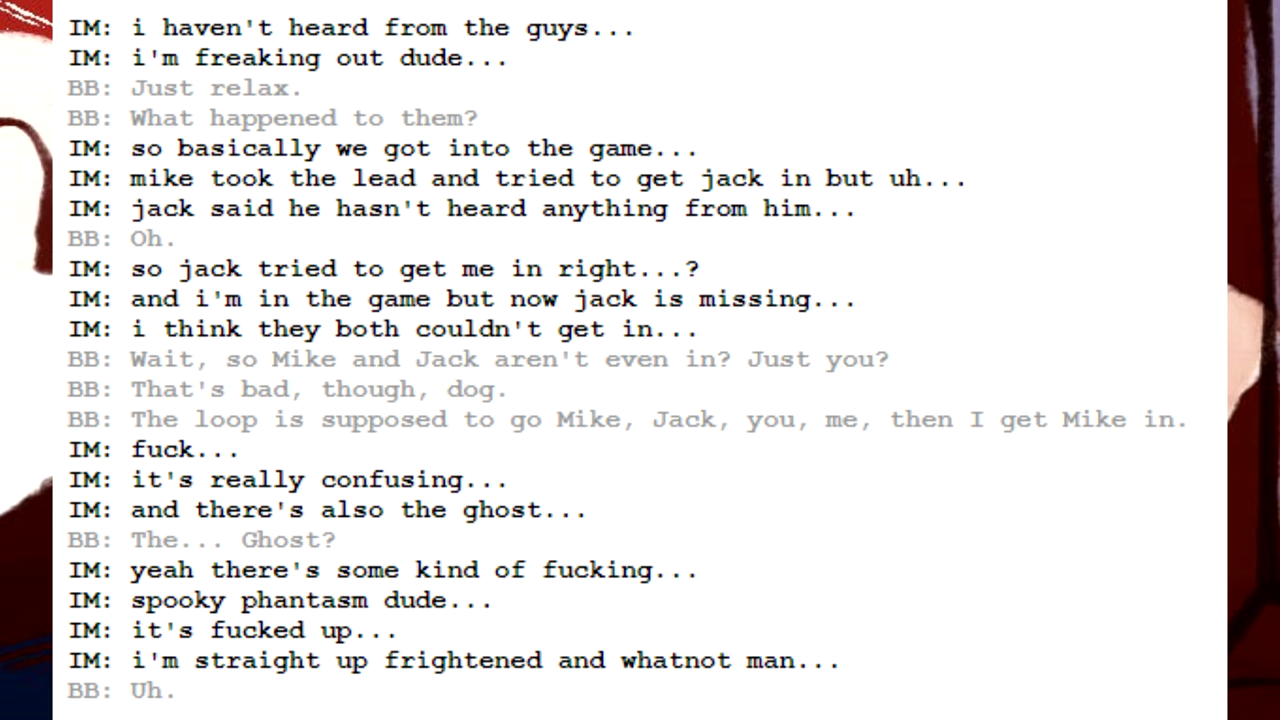 IM: i haven't heard from the guys...
IM: i'm freaking out dude...
BB: Just relax.
BB: What happened to them?
IM: so basically we got into the game...
IM: mike took the lead and tried to get jack in but uh...
IM: jack said he hasn't heard anything from him...
BB: Oh.
IM: so jack tried to get me in right...?
IM: and i'm in the game but now jack is missing...
IM: i think they both couldn't get in...
BB: Wait, so Mike and Jack aren't even in? Just you?
BB: That's bad, though, dog.
BB: The loop is supposed to go Mike, Jack, you, me, then I get Mike in.
IM: fuck...
IM: it's really confusing...
IM: and there's also the ghost...
BB: The... Ghost?
IM: yeah there's some kind of fucking...
IM: spooky phantasm dude...
IM: it's fucked up...
IM: i'm straight up frightened and whatnot man...
BB: Uh.